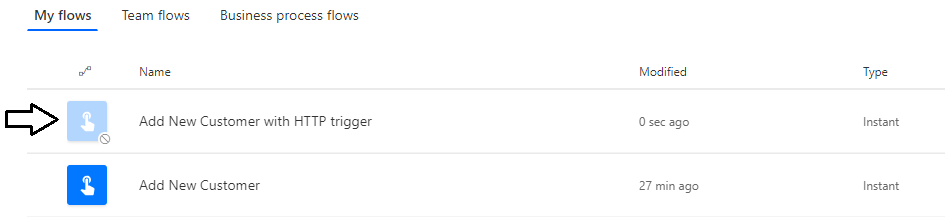 My flows Team flows Business process flows
Name Modified Type
Add New Customer with HTTP trigger 0 sec ago Instant
Add New Customer 27 min ago Instant